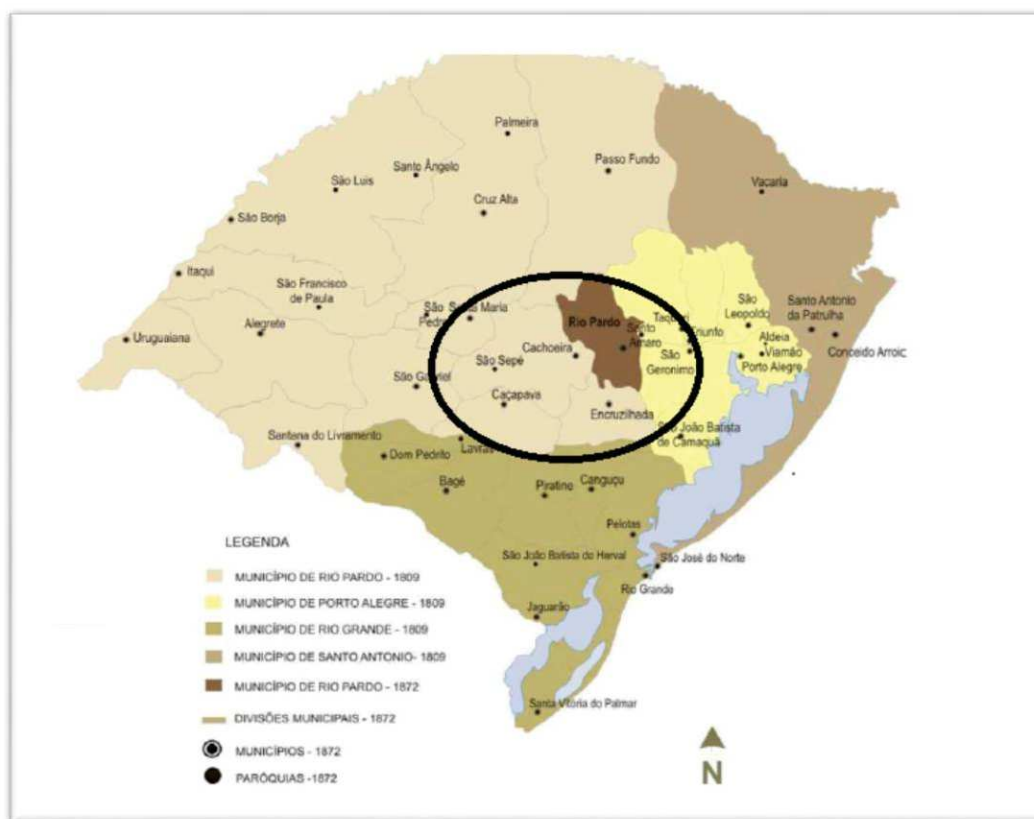 Palmeira
Passo Fundo
Santo Ângelo
Vacaria
São Luis
Cruz Alta
São Borja
Itaqui
São Francisco
de Paula
São
Leopoldo
Santo Antonio
da Patrulha
São
Pedro
Santa Maria
Rio Pardo
Taquari
Triunfo
Santo
Amaro
Aldeia
Viamão
Conceido Arroic
Uruguaiana
Alegrete
Cachoeira
São
Geronimo
Porto Alegre
São Sepé
São Gabriel
Caçapava
Encruzilhada
São João Batista
de Camaquã
Santana do Livramento
Lavras
Dom Pedrito
Bagé
Piratino
Canguçu
Pelotas
São João Batista do Herval
São José do Norte
Rio Grande
Jaguarão
Santa Vitória do Palmar
LEGENDA
MUNICÍPIO DE RIO PARDO - 1809
MUNICÍPIO DE PORTO ALEGRE - 1809
MUNICÍPIO DE RIO GRANDE - 1809
MUNICÍPIO DE SANTO ANTONIO- 1809
MUNICÍPIO DE RIO PARDO - 1872
DIVISÕES MUNICIPAIS - 1872
MUNICÍPIOS - 1872
PARÓQUIAS -1872
N